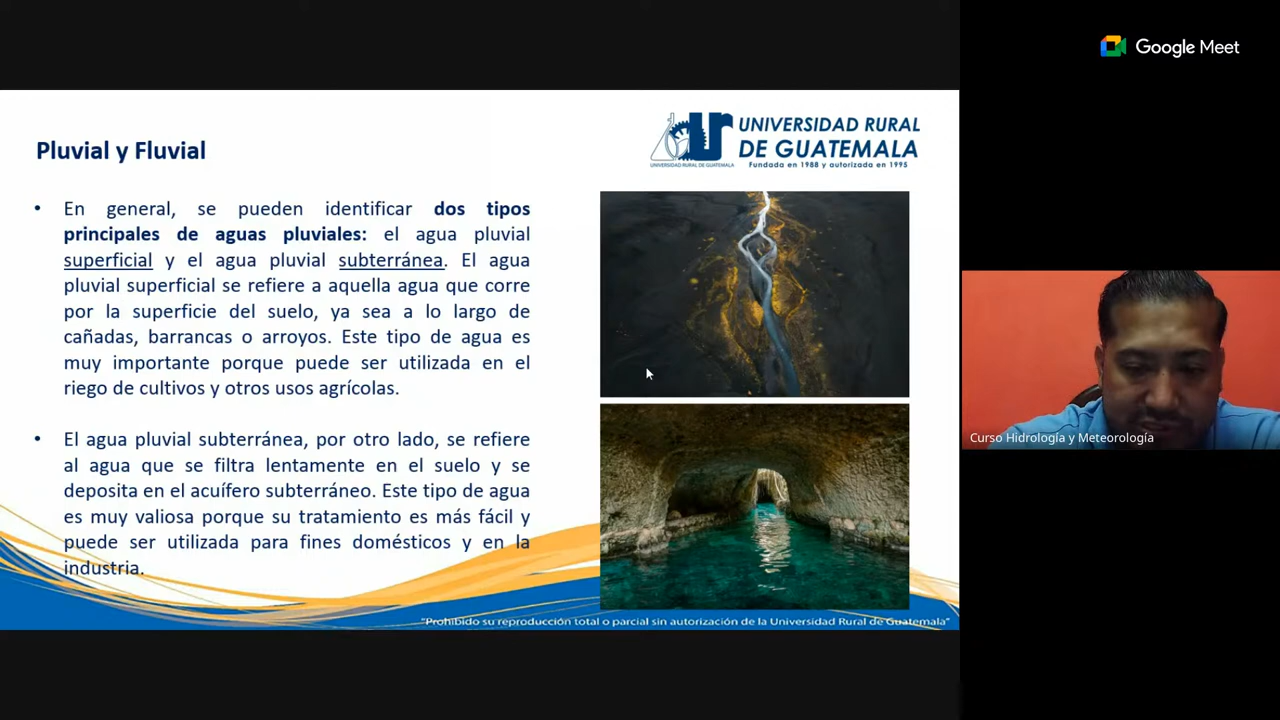 Google Meet
Pluvial y Fluvial
UNIVERSIDAD RURAL
DE GUATEMALA
Fundada en 1988 y autorizada en 1995
UNIVERSIDAD RURAL DE GUATEMALA
• En general, se pueden identificar dos tipos
principales de aguas pluviales: el agua pluvial
superficial y el agua pluvial subterránea. El agua
pluvial superficial se refiere a aquella agua que corre
por la superficie del suelo, ya sea a lo largo de
cañadas, barrancas o arroyos. Este tipo de agua es
muy importante porque puede ser utilizada en el
riego de cultivos y otros usos agrícolas.
• El agua pluvial subterránea, por otro lado, se refiere
al agua que se filtra lentamente en el suelo y se
deposita en el acuífero subterráneo. Este tipo de agua
es muy valiosa porque su tratamiento es más fácil y
puede ser utilizada para fines domésticos y en la
industria.
"Prohibido su reproducción total o parcial sin autorización de la Universidad Rural de Guatemala"
Curso Hidrología y Meteorología